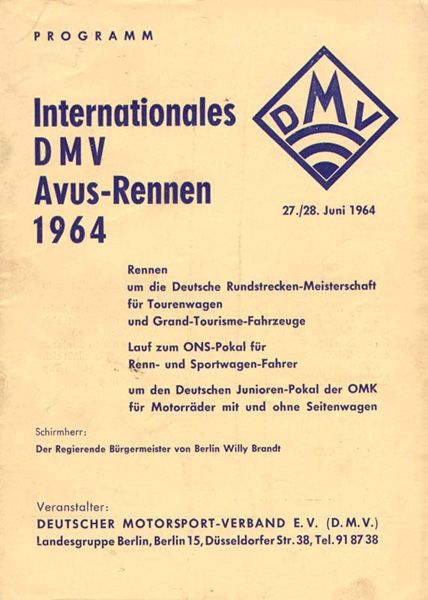 PROGRAMM
DMV
Internationales
DMV
Avus-Rennen
1964
27./28. Juni 1964
Rennen
um die Deutsche Rundstrecken-Meisterschaft
für Tourenwagen
und Grand-Tourisme-Fahrzeuge
Lauf zum ONS-Pokal für
Renn- und Sportwagen-Fahrer
um den Deutschen Junioren-Pokal der OMK
für Motorräder mit und ohne Seitenwagen
Schirmherr:
Der Regierende Bürgermeister von Berlin Willy Brandt
Veranstalter:
DEUTSCHER MOTORSPORT-VERBAND E. V. (D. M. V.)
Landesgruppe Berlin, Berlin 15, Düsseldorfer Str. 38, Tel. 91 87 38